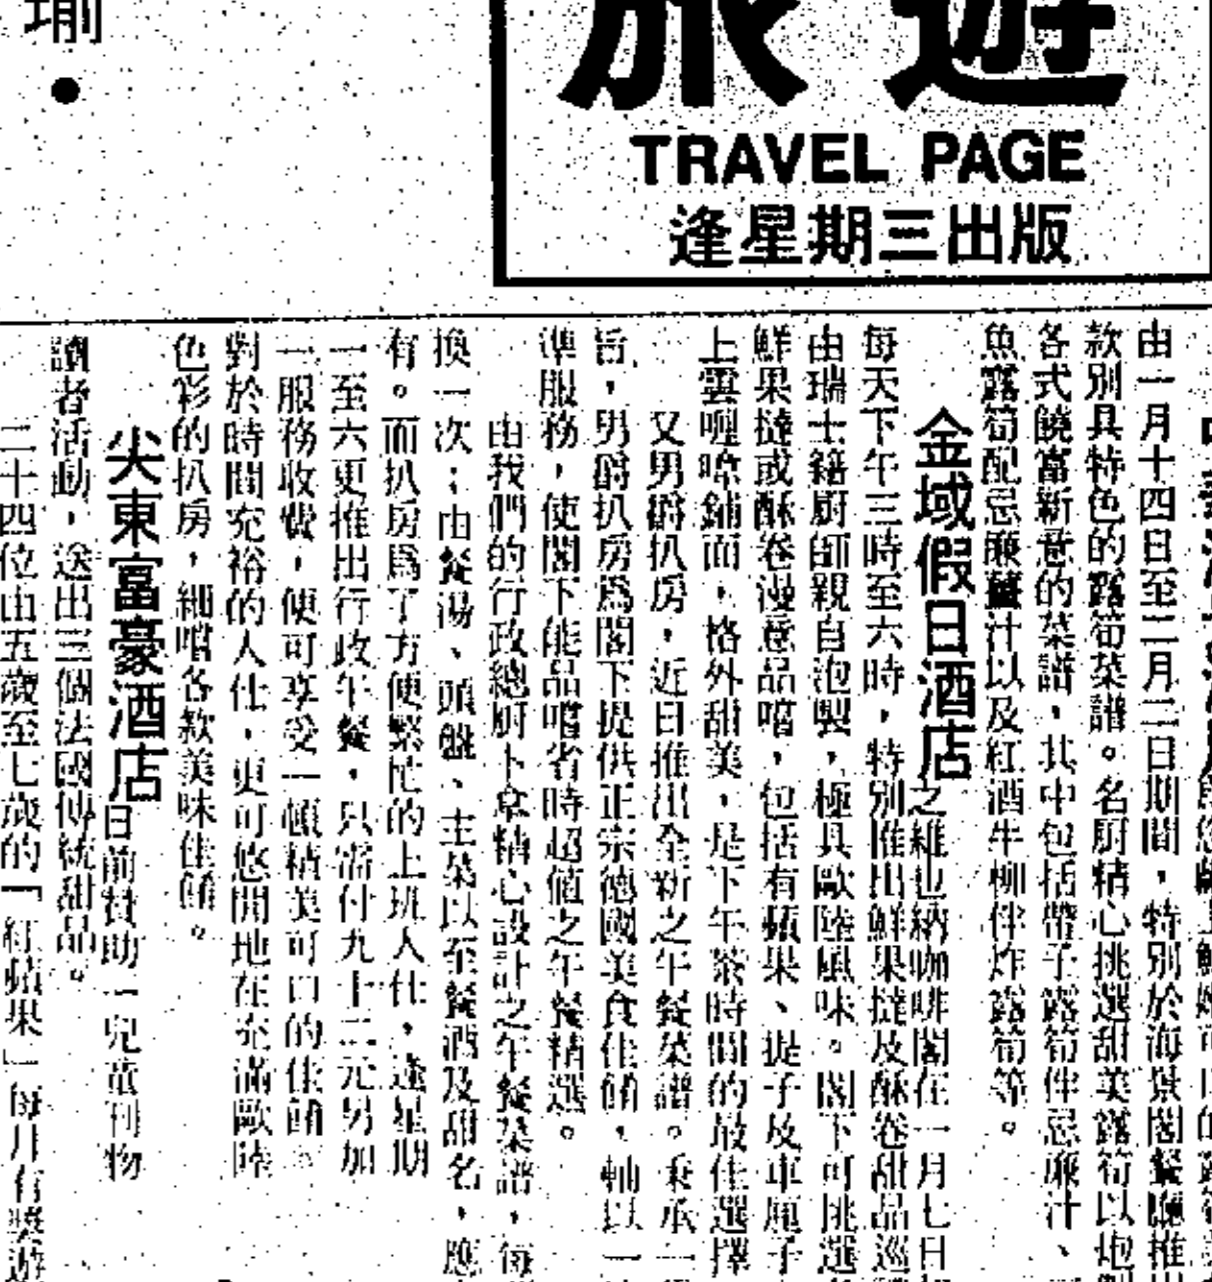 瑜
●
旅遊
TRAVEL PAGE
逢星期三出版
由一月十四日至二月二日期間，特別於海景閣餐廳推
款別具特色的露筍菜譜。名厨精心挑選甜美露筍以炮製
各式饒富新意的菜譜，其中包括帶子露筍伴忌廉汁、
魚露筍配忌廉薑汁以及紅酒牛柳伴炸露筍等。
金域假日酒店之維也納咖啡閣在一月七日
每天下午三時至六時，特別推出鮮果撻及酥卷甜品巡
由瑞士籍厨師親自泡製，極具歐陸風味。閣下可挑選
鮮果撻或酥卷漫意品嚐，包括有蘋果、提子及車厘子
上雲喱嗱鋪面，格外甜美，是下午茶時間的最佳選擇
又男爵扒房，近日推出全新之午餐菜譜。秉承一
旨，男爵扒房爲閣下提供正宗德國美食佳餚，軸以一
準服務，使閣下能品嚐省時超値之午餐精選。
由我們的行政總厨卜意精心設計之午餐菜譜，每
換一次；由餐湯、頭盤、主菜以至餐酒及甜名，應
有。而扒房爲了方便緊忙的上班人仕，逢星期
一至六更推出行政午餐，只需付九十二元另加
一服務收費，便可享受一頓精美可口的佳餚。
對於時間充裕的人仕，更可悠閒地在充滿歐陸
色彩的扒房，細嚐各款美味佳餚。
尖東富豪酒店日前贊助一兒童刊物
讀者活動，送出三個法國傳統甜品。
二十四位由五歲至七歲的「紅蘋果」每月有獎遊